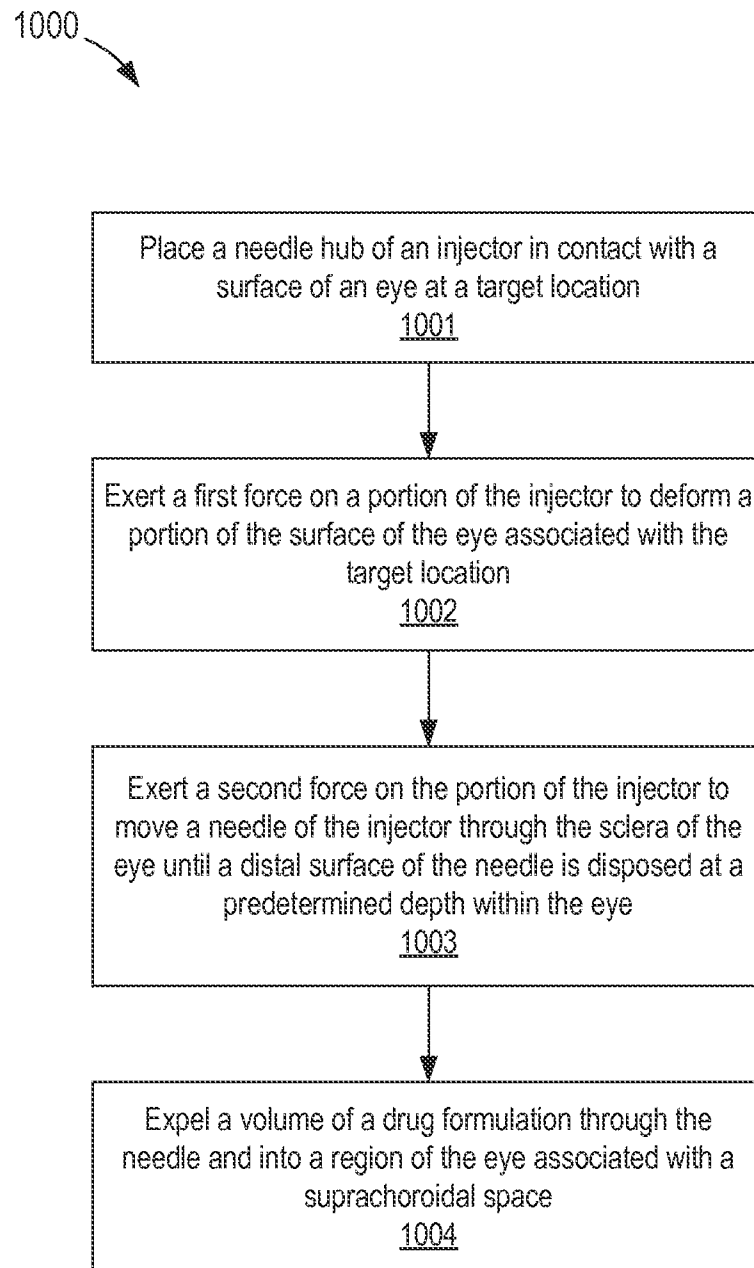 1000
Place a needle hub of an injector in contact with a
surface of an eye at a target location
1001
Exert a first force on a portion of the injector to deform a
portion of the surface of the eye associated with the
target location
1002
Exert a second force on the portion of the injector to
move a needle of the injector through the sclera of the
eye until a distal surface of the needle is disposed at a
predetermined depth within the eye
1003
Expel a volume of a drug formulation through the
needle and into a region of the eye associated with a
suprachoroidal space
1004